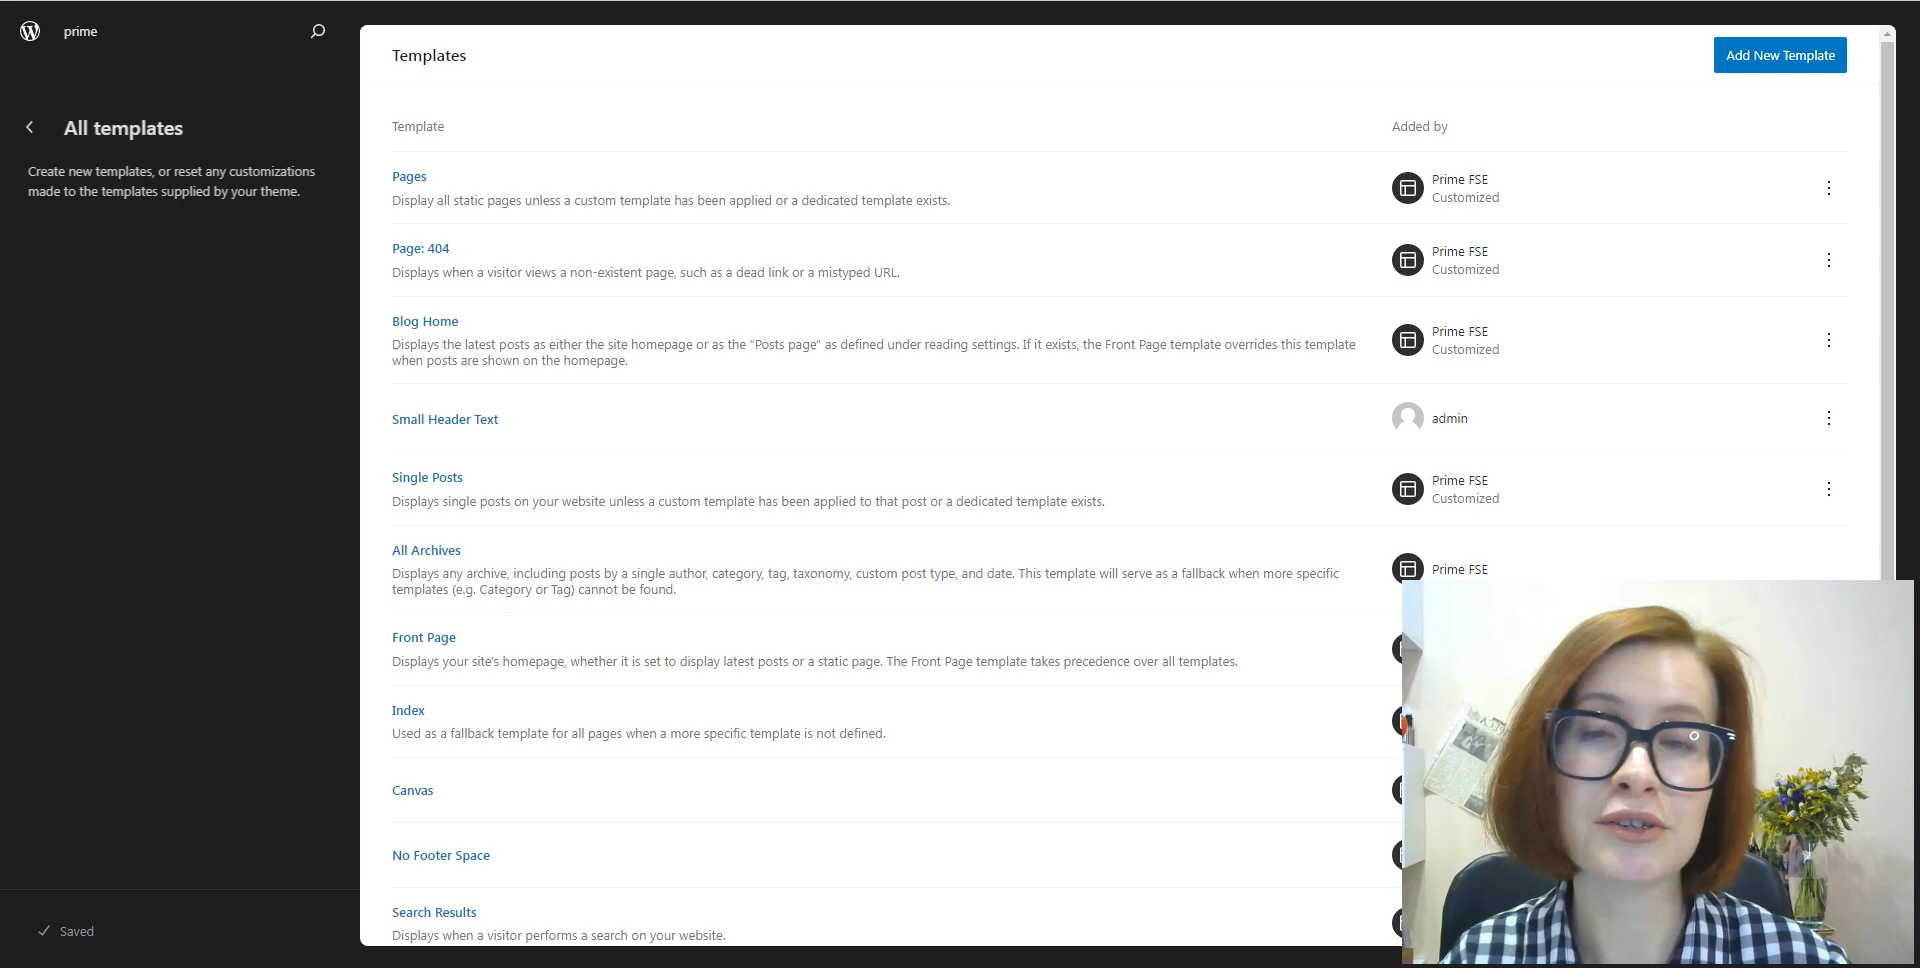 prime
All templates
Create new templates, or reset any customizations
made to the templates supplied by your theme.
Saved
Templates
Add New Template
Template
Added by
Pages
Display all static pages unless a custom template has been applied or a dedicated template exists.
Prime FSE
Customized
Page: 404
Displays when a visitor views a non-existent page, such as a dead link or a mistyped URL.
Prime FSE
Customized
Blog Home
Displays the latest posts as either the site homepage or as the "Posts page" as defined under reading settings. If it exists, the Front Page template overrides this template
when posts are shown on the homepage.
Prime FSE
Customized
Small Header Text
admin
Single Posts
Displays single posts on your website unless a custom template has been applied to that post or a dedicated template exists.
Prime FSE
Customized
All Archives
Displays any archive, including posts by a single author, category, tag, taxonomy, custom post type, and date. This template will serve as a fallback when more specific
templates (e.g. Category or Tag) cannot be found.
Prime FSE
Front Page
Displays your site's homepage, whether it is set to display latest posts or a static page. The Front Page template takes precedence over all templates.
Index
Used as a fallback template for all pages when a more specific template is not defined.
Canvas
No Footer Space
Search Results
Displays when a visitor performs a search on your website.